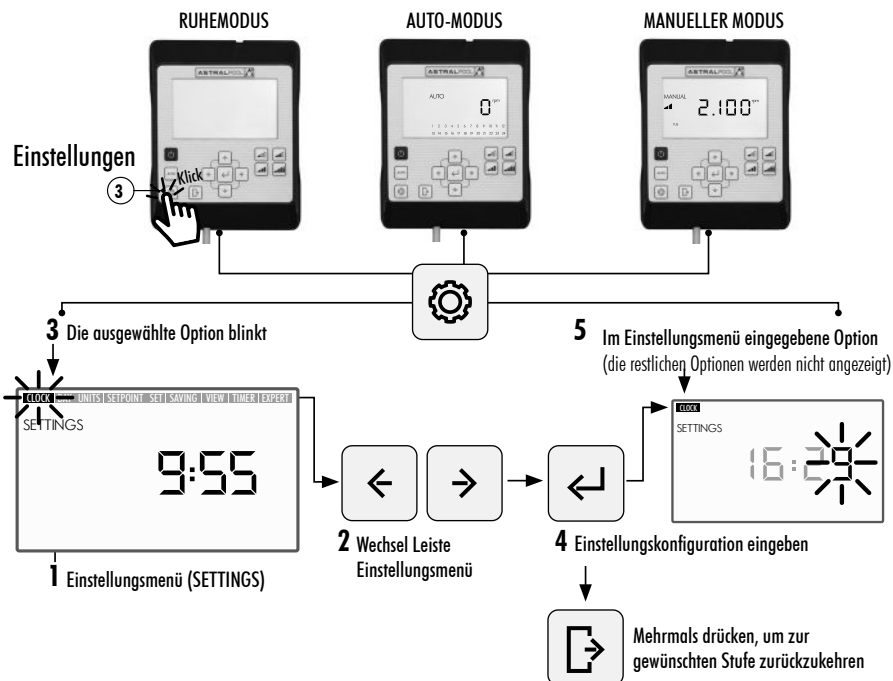 RUHEMODUS
AUTO-MODUS
MANUELLER MODUS
ASTRALPOOL
ASTRALPOOL
ASTRALPOOL
AUTO
0 rpm
1 2 3 4 5 6 7 8 9 10 11 12
13 14 15 16 17 18 19 20 21 22 23 24
MANUAL
2.100 rpm
AUTO
AUTO
Einstellungen
3
Klick
3 Die ausgewählte Option blinkt
5 Im Einstellungsmenü eingegebene Option
(die restlichen Optionen werden nicht angezeigt)
CLOCK UNITS SETPOINT SET SAVING VIEW TIMER EXPERT
SETTINGS
9:55
CLOCK
SETTINGS
16:29
2 Wechsel Leiste
Einstellungsmenü
4 Einstellungskonfiguration eingeben
1 Einstellungsmenü (SETTINGS)
Mehrmals drücken, um zur
gewünschten Stufe zurückzukehren